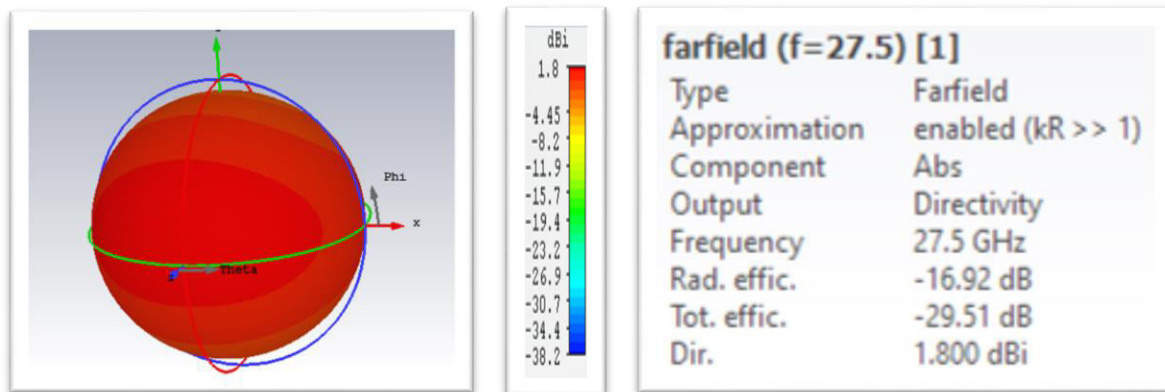 Phi
x
Theta
z
dBi
1.8
-4.45
-8.2
-11.9
-15.7
-19.4
-23.2
-26.9
-30.7
-34.4
-38.2
farfield (f=27.5) [1]
Type Farfield
Approximation enabled (kR >> 1)
Component Abs
Output Directivity
Frequency 27.5 GHz
Rad. effic. -16.92 dB
Tot. effic. -29.51 dB
Dir. 1.800 dBi